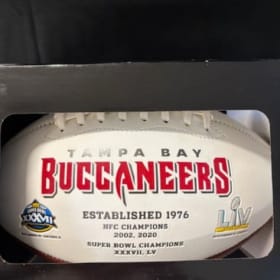 TAMPA BAY
BUCCANEERS
ESTABLISHED 1976
NFC CHAMPIONS
2002, 2020
SUPER BOWL CHAMPIONS
XXXVII, LV
XXXVII
LV